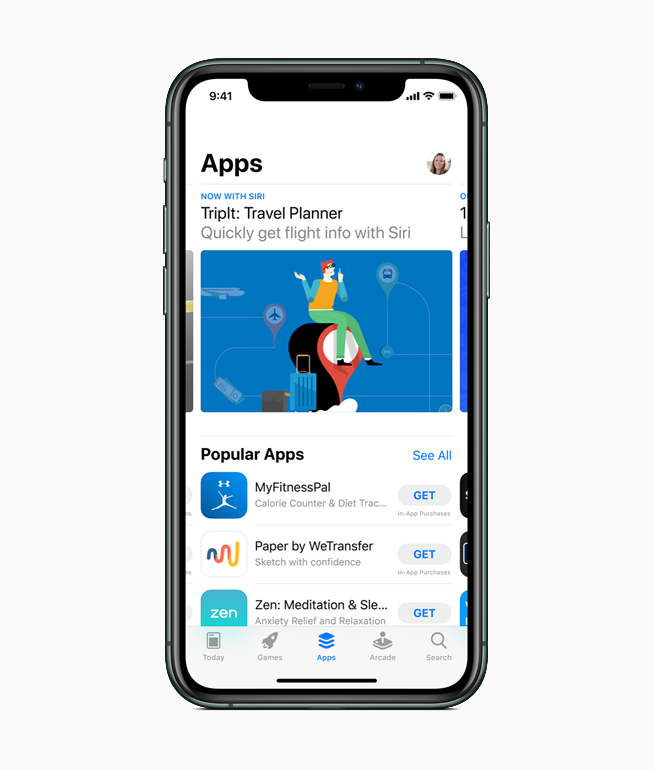 9:41
Apps
NOW WITH SIRI
TripIt: Travel Planner
Quickly get flight info with Siri
Popular Apps
See All
MyFitnessPal
Calorie Counter & Diet Trac...
GET
In-App Purchases
Paper by WeTransfer
Sketch with confidence
GET
In-App Purchases
zen
Zen: Meditation & Sle...
Anxiety Relief and Relaxation
GET
Today
Games
Apps
Arcade
Search